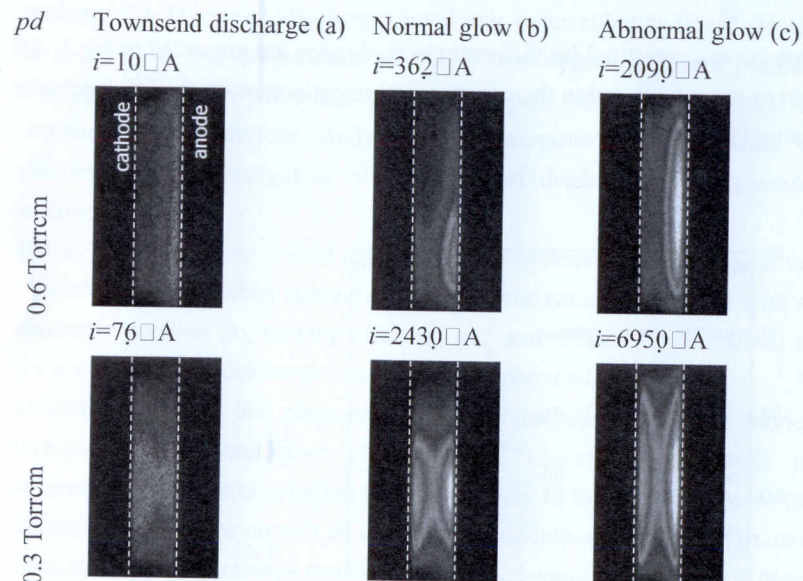 pd Townsend discharge (a) Normal glow (b) Abnormal glow (c)
i=10□A i=362□A i=2090□A
cathode anode
0.6 Torrcm
i=76□A i=2430□A i=6950□A
0.3 Torrcm